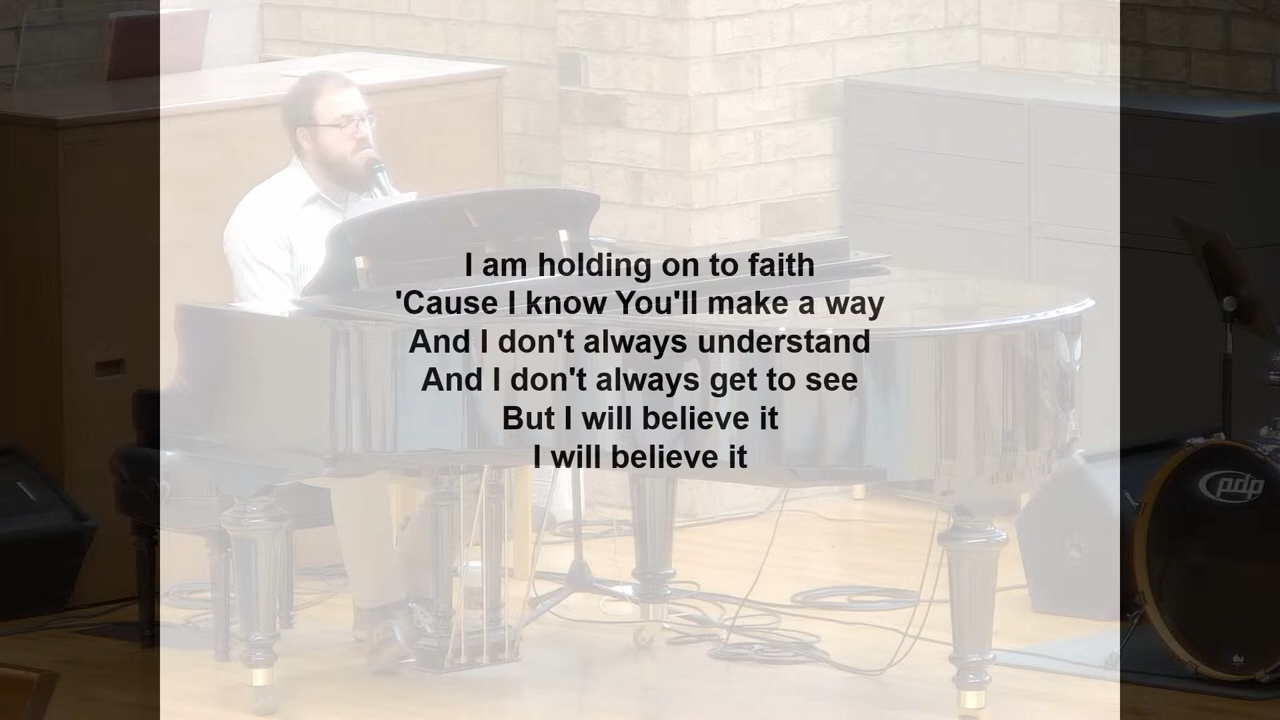 I am holding on to faith
'Cause I know You'll make a way
And I don't always understand
And I don't always get to see
But I will believe it
I will believe it
pdp